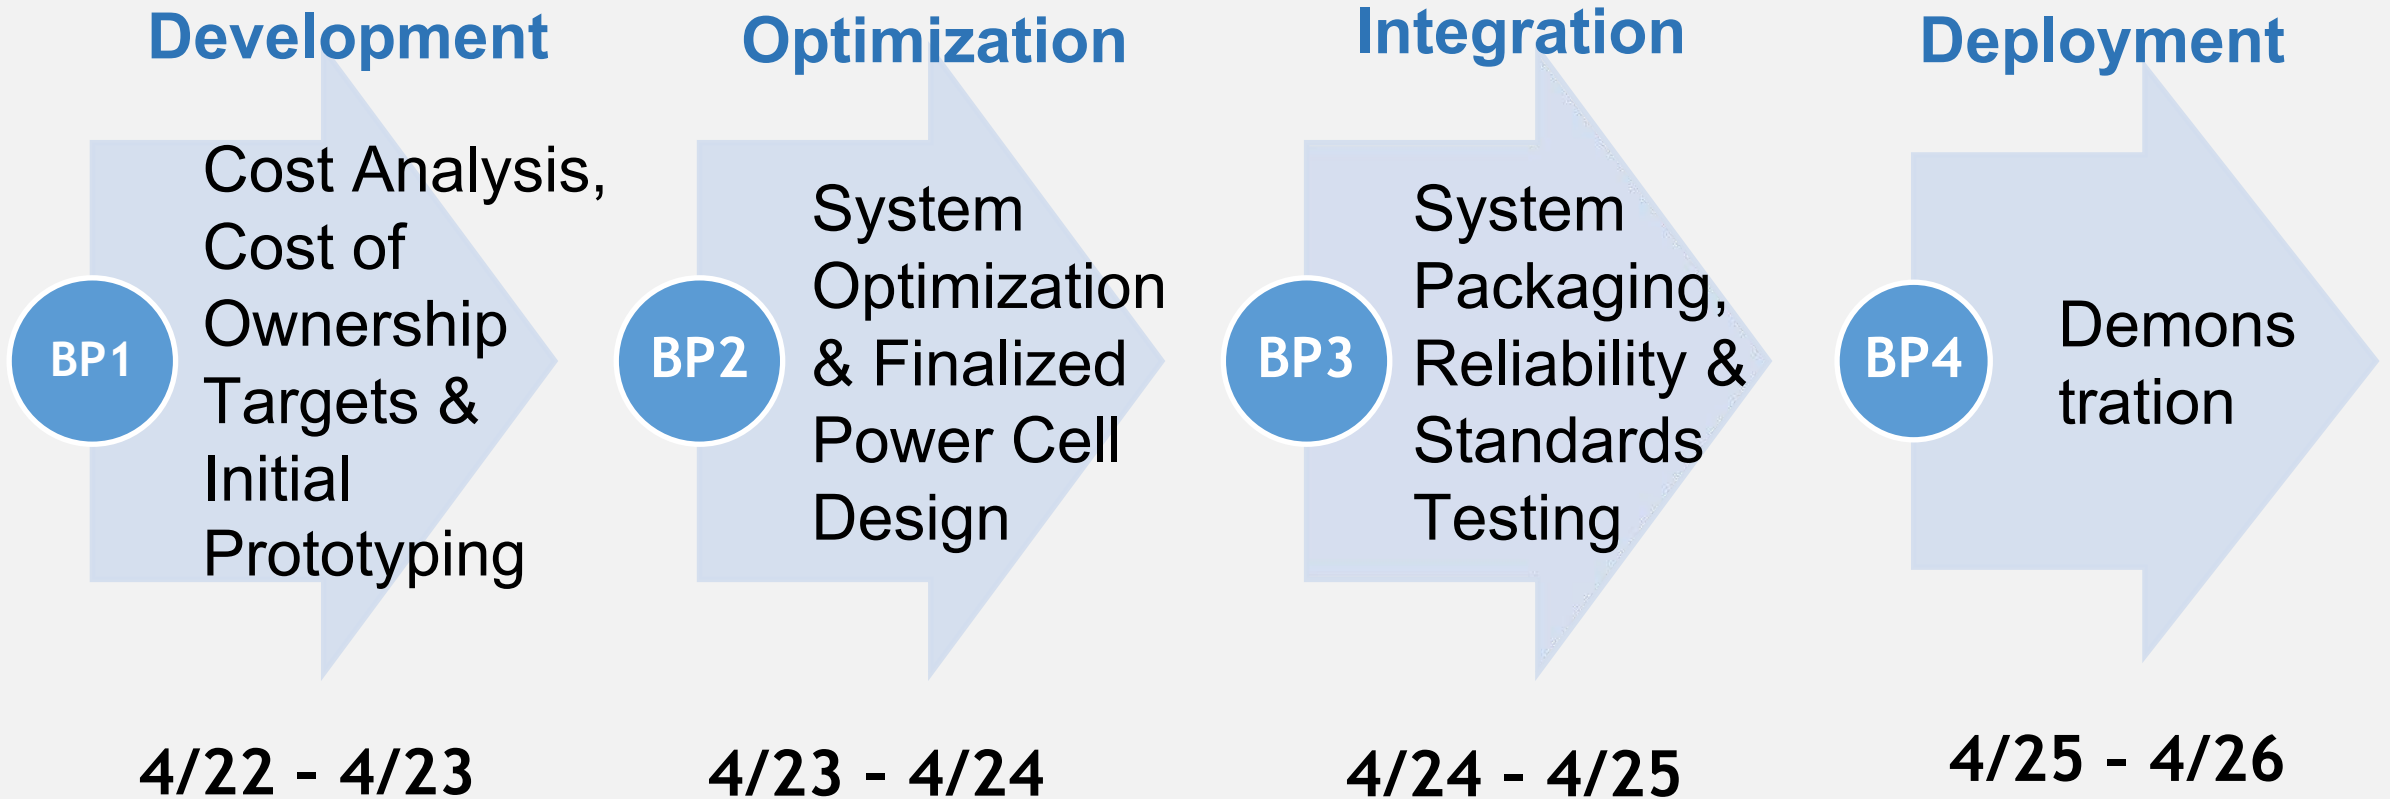 Development
BP1
Cost Analysis,
Cost of
Ownership
Targets &
Initial
Prototyping
4/22 - 4/23
Optimization
BP2
System
Optimization
& Finalized
Power Cell
Design
4/23 - 4/24
Integration
BP3
System
Packaging,
Reliability &
Standards
Testing
4/24 - 4/25
Deployment
BP4
Demons
tration
4/25 - 4/26